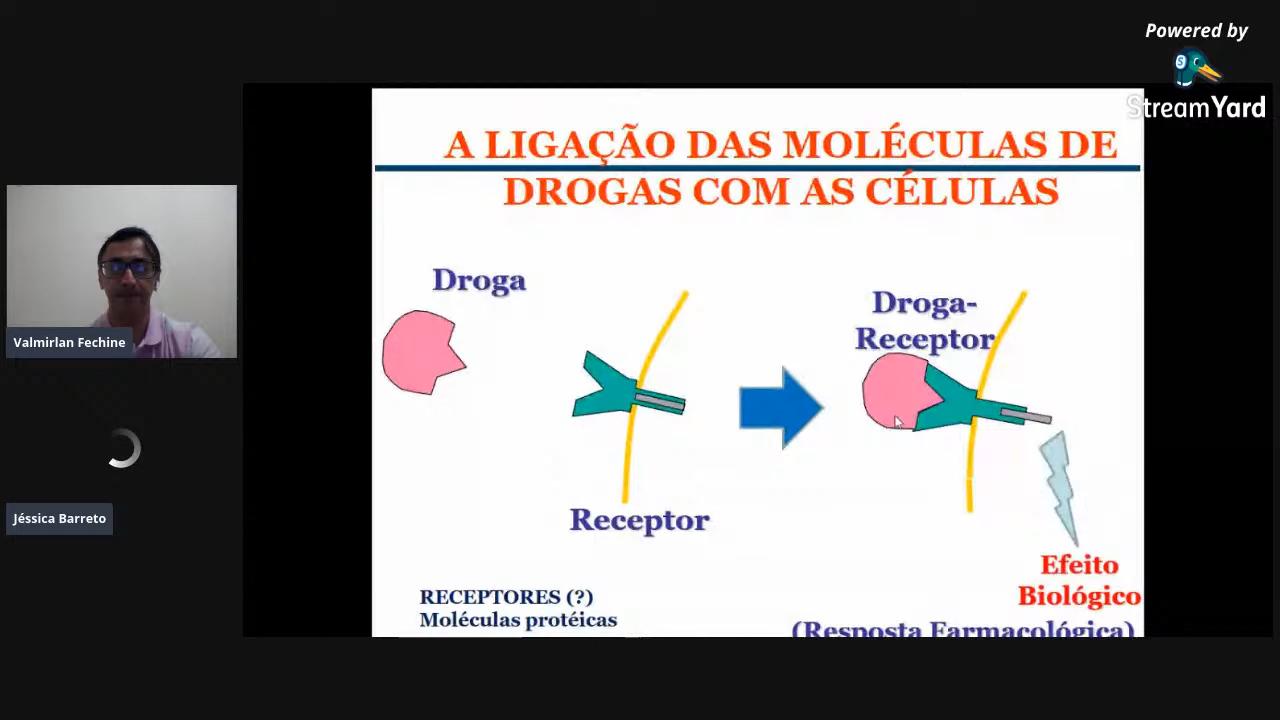 Powered by
StreamYard
A LIGAÇÃO DAS MOLÉCULAS DE
DROGAS COM AS CÉLULAS
Droga
Droga-
Receptor
Valmirlan Fechine
Receptor
Jéssica Barreto
Efeito
Biológico
RECEPTORES (?)
Moléculas protéicas
(Resposta Farmacológica)